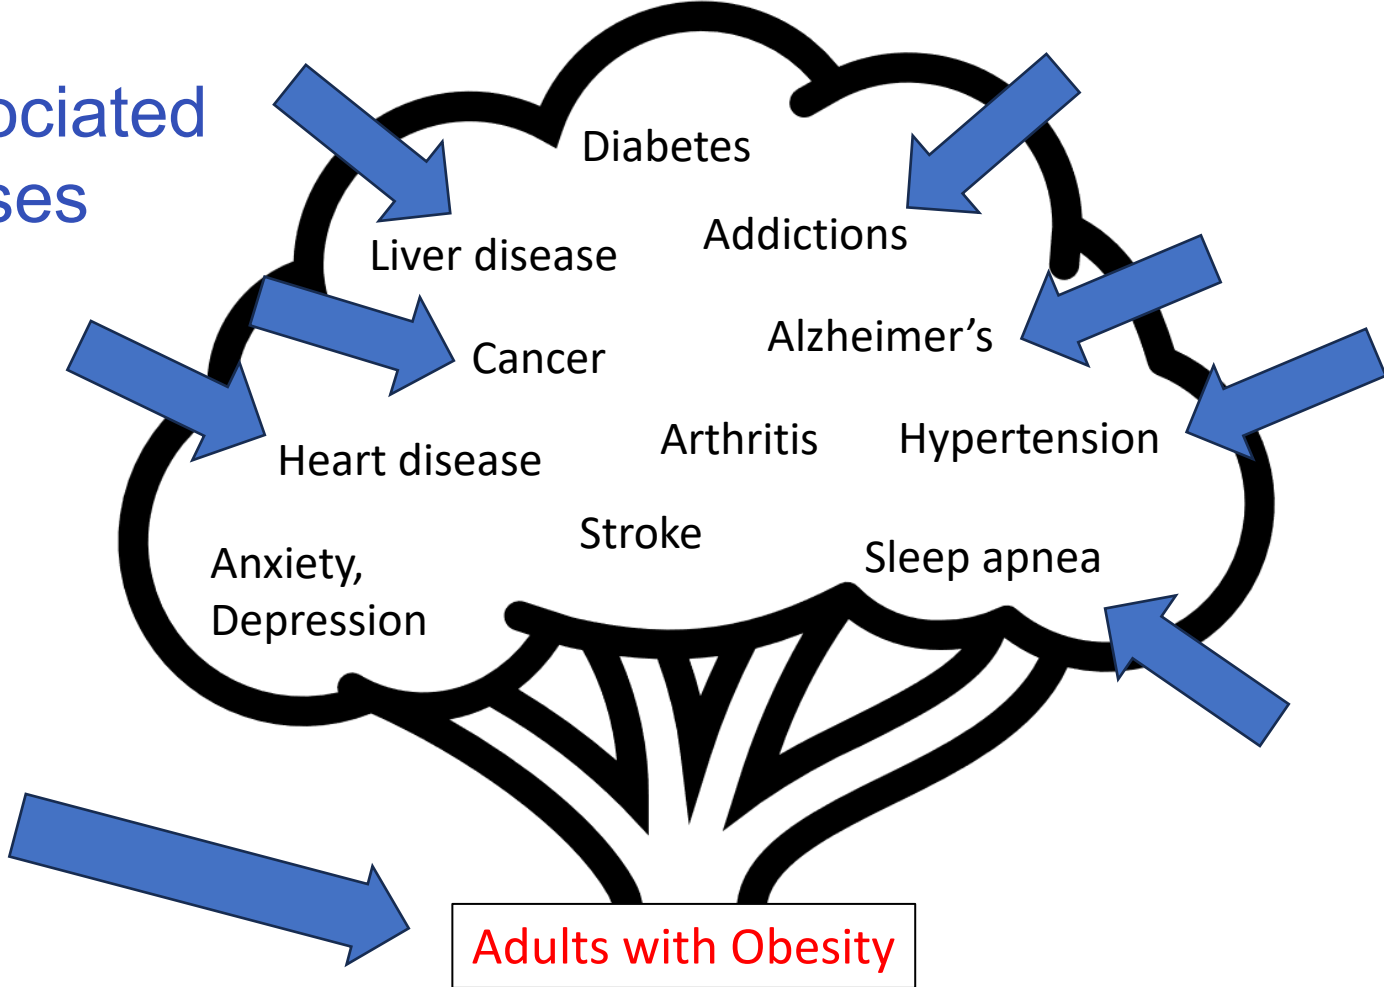 ociated
ses
Diabetes
Addictions
Liver disease
Alzheimer’s
Cancer
Arthritis
Hypertension
Heart disease
Stroke
Sleep apnea
Anxiety,
Depression
Adults with Obesity